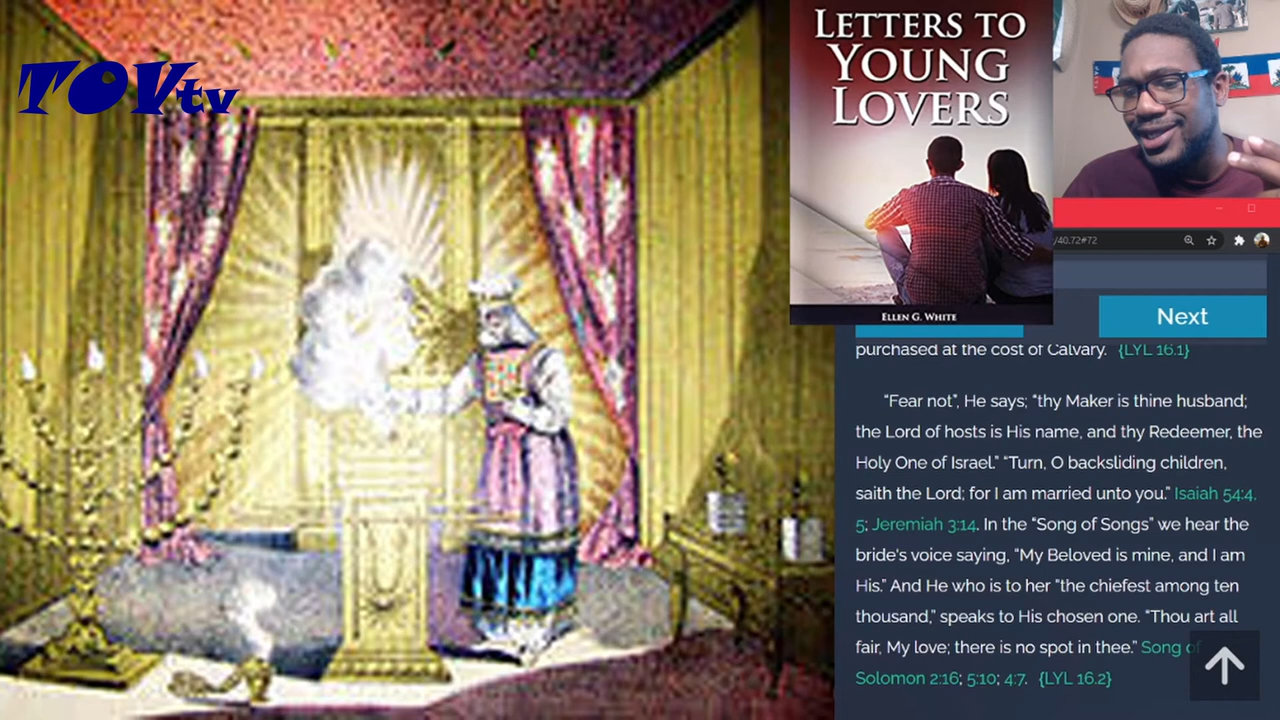 TOVtv
LETTERS TO
YOUNG
LOVERS
ELLEN G. WHITE
/40.72#72
Next
purchased at the cost of Calvary. {LYL 16.1}
“Fear not”, He says; “thy Maker is thine husband;
the Lord of hosts is His name, and thy Redeemer, the
Holy One of Israel.” “Turn, O backsliding children,
saith the Lord; for I am married unto you.” Isaiah 54:4,
5; Jeremiah 3:14. In the “Song of Songs” we hear the
bride's voice saying, “My Beloved is mine, and I am
His.” And He who is to her “the chiefest among ten
thousand,” speaks to His chosen one. “Thou art all
fair, My love; there is no spot in thee.” Song of
Solomon 2:16; 5:10; 4:7. {LYL 16.2}